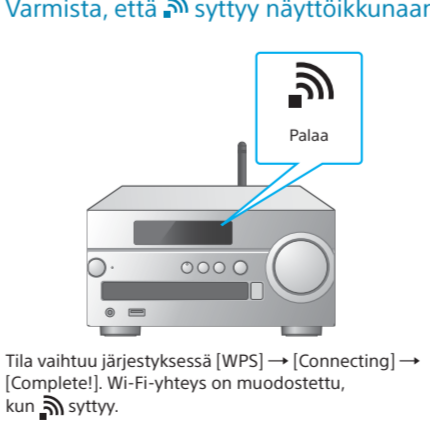 Varmista, että syttyy näyttöikkunaan
Palaa
Tila vaihtuu järjestyksessä [WPS] → [Connecting] →
[Complete!]. Wi-Fi-yhteys on muodostettu,
kun syttyy.